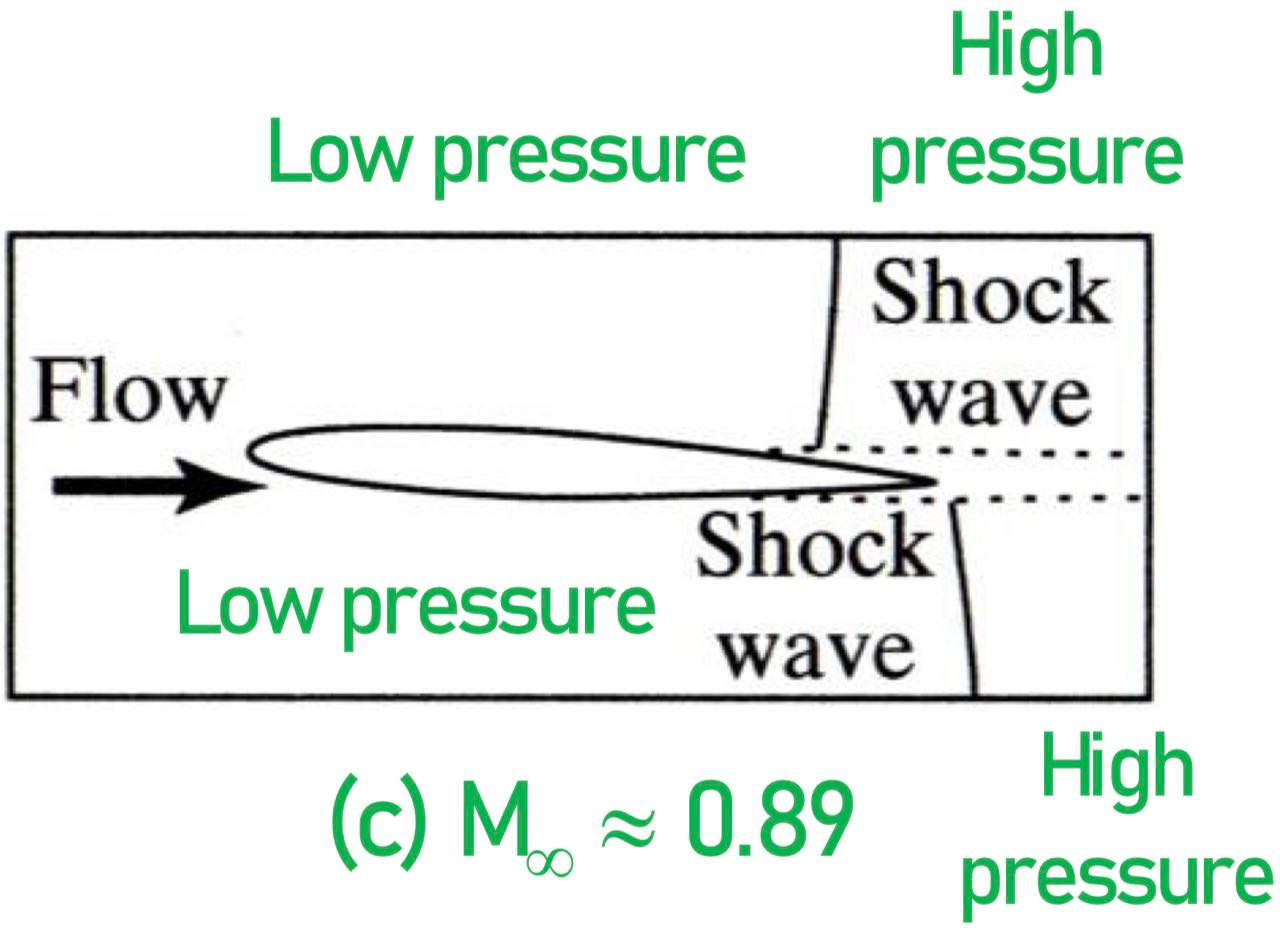 High
pressure
Low pressure
Shock
wave
Flow
Shock
wave
Low pressure
High
pressure
(c) M∞ ≈ 0.89